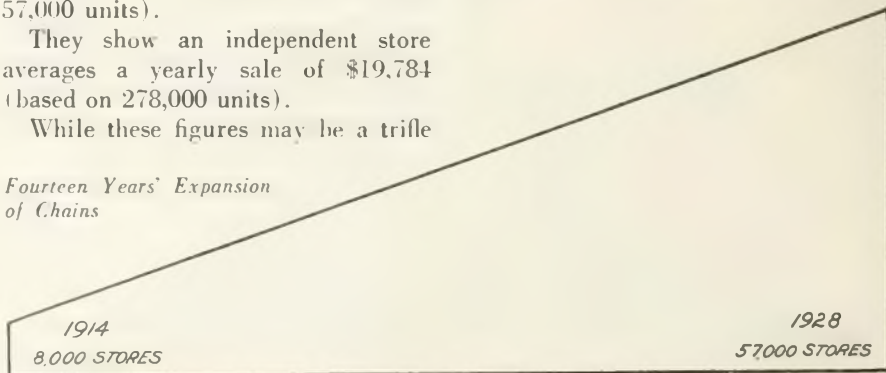 57,000 units).
They show an independent store
averages a yearly sale of $19,784
(based on 278,000 units).
While these figures may be a trifle
Fourteen Years' Expansion
of Chains
1914
8,000 STORES
1928
57,000 STORES